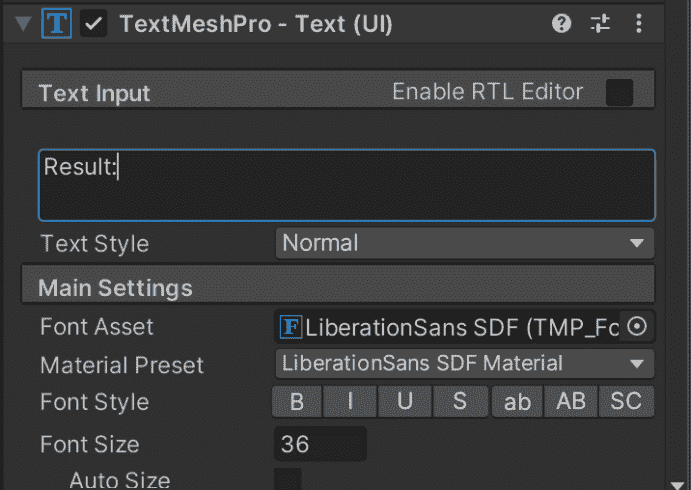 TextMeshPro - Text (UI)
Text Input Enable RTL Editor
Result:
Text Style Normal
Main Settings
Font Asset F LiberationSans SDF (TMP_Fo
Material Preset LiberationSans SDF Material
Font Style B I U S ab AB SC
Font Size 36
Auto Size